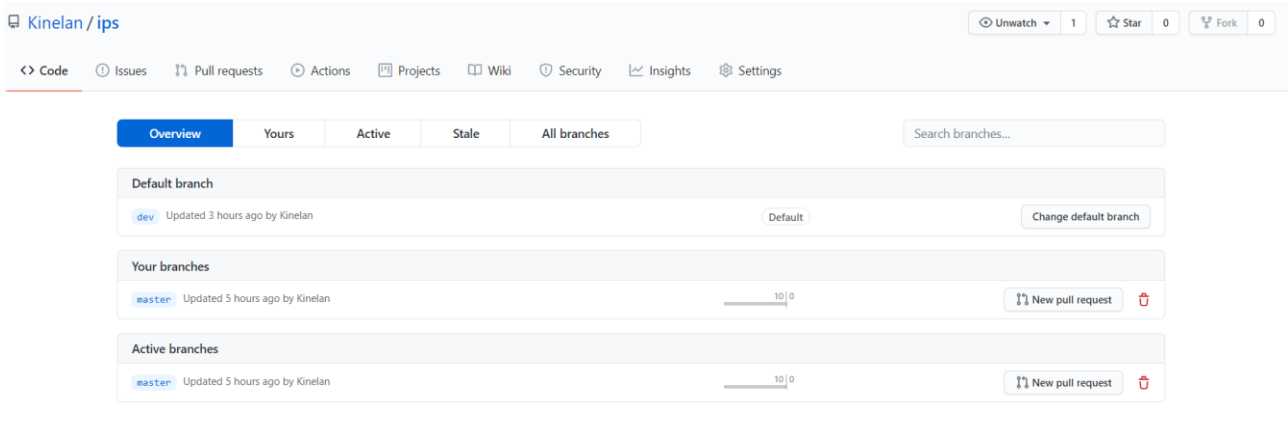 Kinelan / ips
Unwatch 1 Star 0 Fork 0
Code Issues Pull requests Actions Projects Wiki Security Insights Settings
Overview Yours Active Stale All branches Search branches...
Default branch
dev Updated 3 hours ago by Kinelan Default Change default branch
Your branches
master Updated 5 hours ago by Kinelan 10|0 New pull request
Active branches
master Updated 5 hours ago by Kinelan 10|0 New pull request